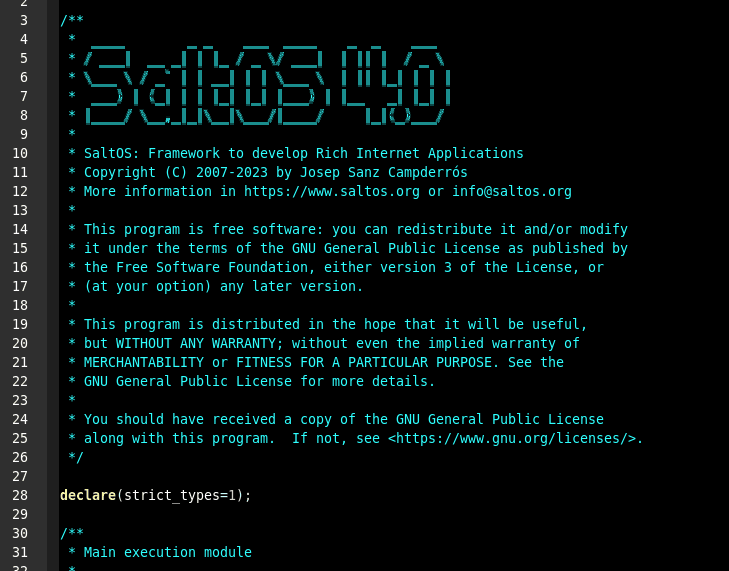 2
3 /**
4  *
5  * SaltOS 4.0
6  *
7  *
8  *
9  *
10  * SaltOS: Framework to develop Rich Internet Applications
11  * Copyright (C) 2007-2023 by Josep Sanz Campderrós
12  * More information in https://www.saltos.org or info@saltos.org
13  *
14  * This program is free software: you can redistribute it and/or modify
15  * it under the terms of the GNU General Public License as published by
16  * the Free Software Foundation, either version 3 of the License, or
17  * (at your option) any later version.
18  *
19  * This program is distributed in the hope that it will be useful,
20  * but WITHOUT ANY WARRANTY; without even the implied warranty of
21  * MERCHANTABILITY or FITNESS FOR A PARTICULAR PURPOSE. See the
22  * GNU General Public License for more details.
23  *
24  * You should have received a copy of the GNU General Public License
25  * along with this program.  If not, see <https://www.gnu.org/licenses/>.
26  */
27
28 declare(strict_types=1);
29
30 /**
31  * Main execution module
32  *